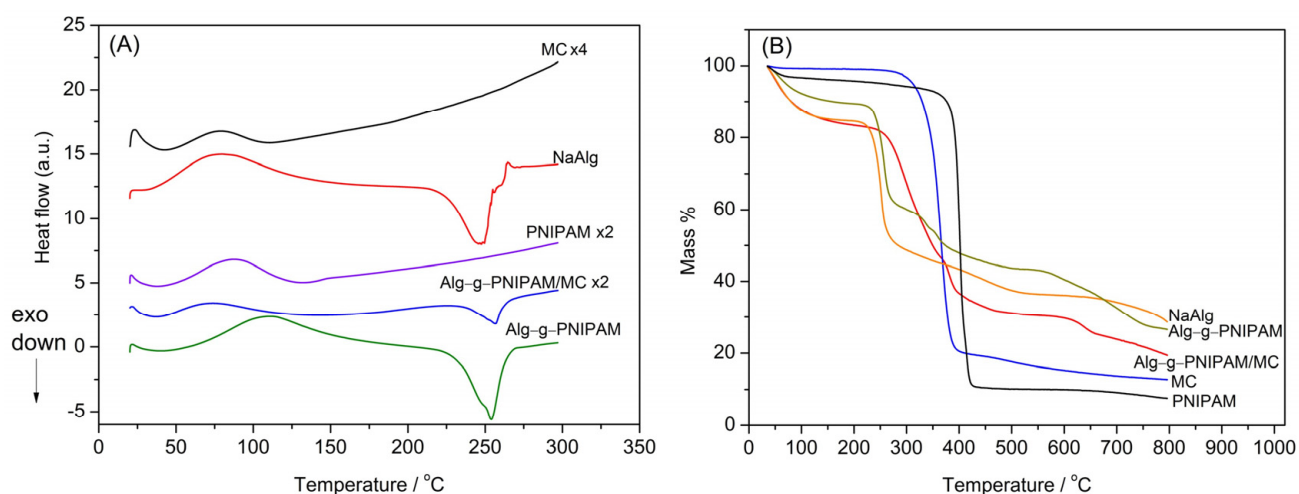 (A)
25
20
15
10
5
0
-5
Heat flow (a.u.)
exo
down
MC x4
NaAlg
PNIPAM x2
Alg-g-PNIPAM/MC x2
Alg-g-PNIPAM
0 50 100 150 200 250 300 350
Temperature / °C
(B)
100
80
60
40
20
0
Mass %
NaAlg
Alg-g-PNIPAM
Alg-g-PNIPAM/MC
MC
PNIPAM
0 100 200 300 400 500 600 700 800 900 1000
Temperature / °C